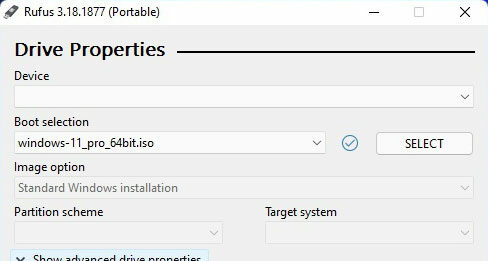 Rufus 3.18.1877 (Portable)
Drive Properties
Device
Boot selection
windows-11_pro_64bit.iso
SELECT
Image option
Standard Windows installation
Partition scheme Target system
Show advanced drive properties